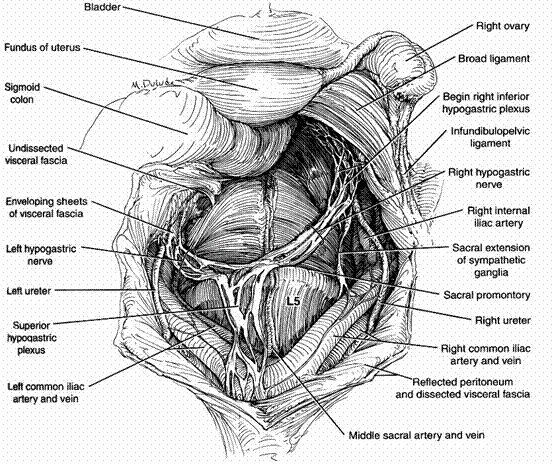 Bladder
Fundus of uterus
Sigmoid
colon
Undissected
visceral fascia
Enveloping sheets
of visceral fascia
Left hypogastric
nerve
Left ureter
Superior
hypogastric
plexus
Left common iliac
artery and vein
M. Dulude
L5
Right ovary
Broad ligament
Begin right inferior
hypogastric plexus
Infundibulopelvic
ligament
Right hypogastric
nerve
Right internal
iliac artery
Sacral extension
of sympathetic
ganglia
Sacral promontory
Right ureter
Right common iliac
artery and vein
Reflected peritoneum
and dissected visceral fascia
Middle sacral artery and vein